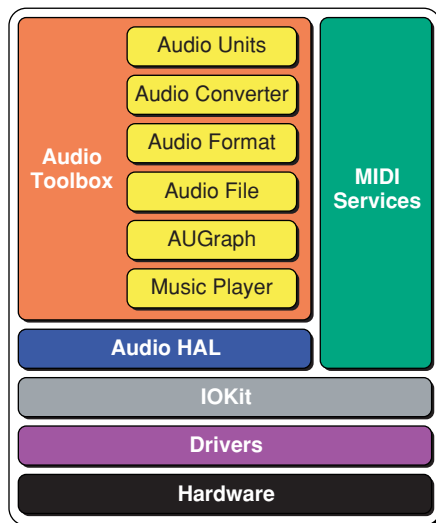 Audio Toolbox
Audio Units
Audio Converter
Audio Format
Audio File
AUGraph
Music Player
MIDI
Services
Audio HAL
IOKit
Drivers
Hardware